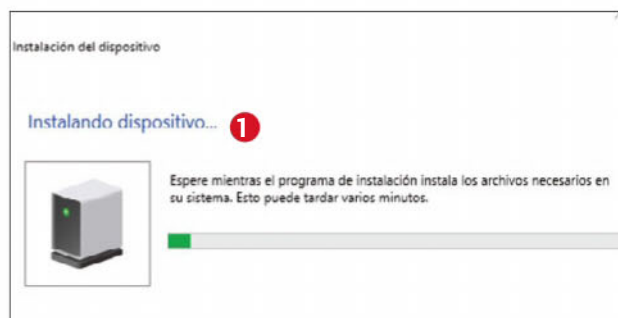 Instalación del dispositivo
Instalando dispositivo... 1
Espere mientras el programa de instalación instala los archivos necesarios en
su sistema. Esto puede tardar varios minutos.